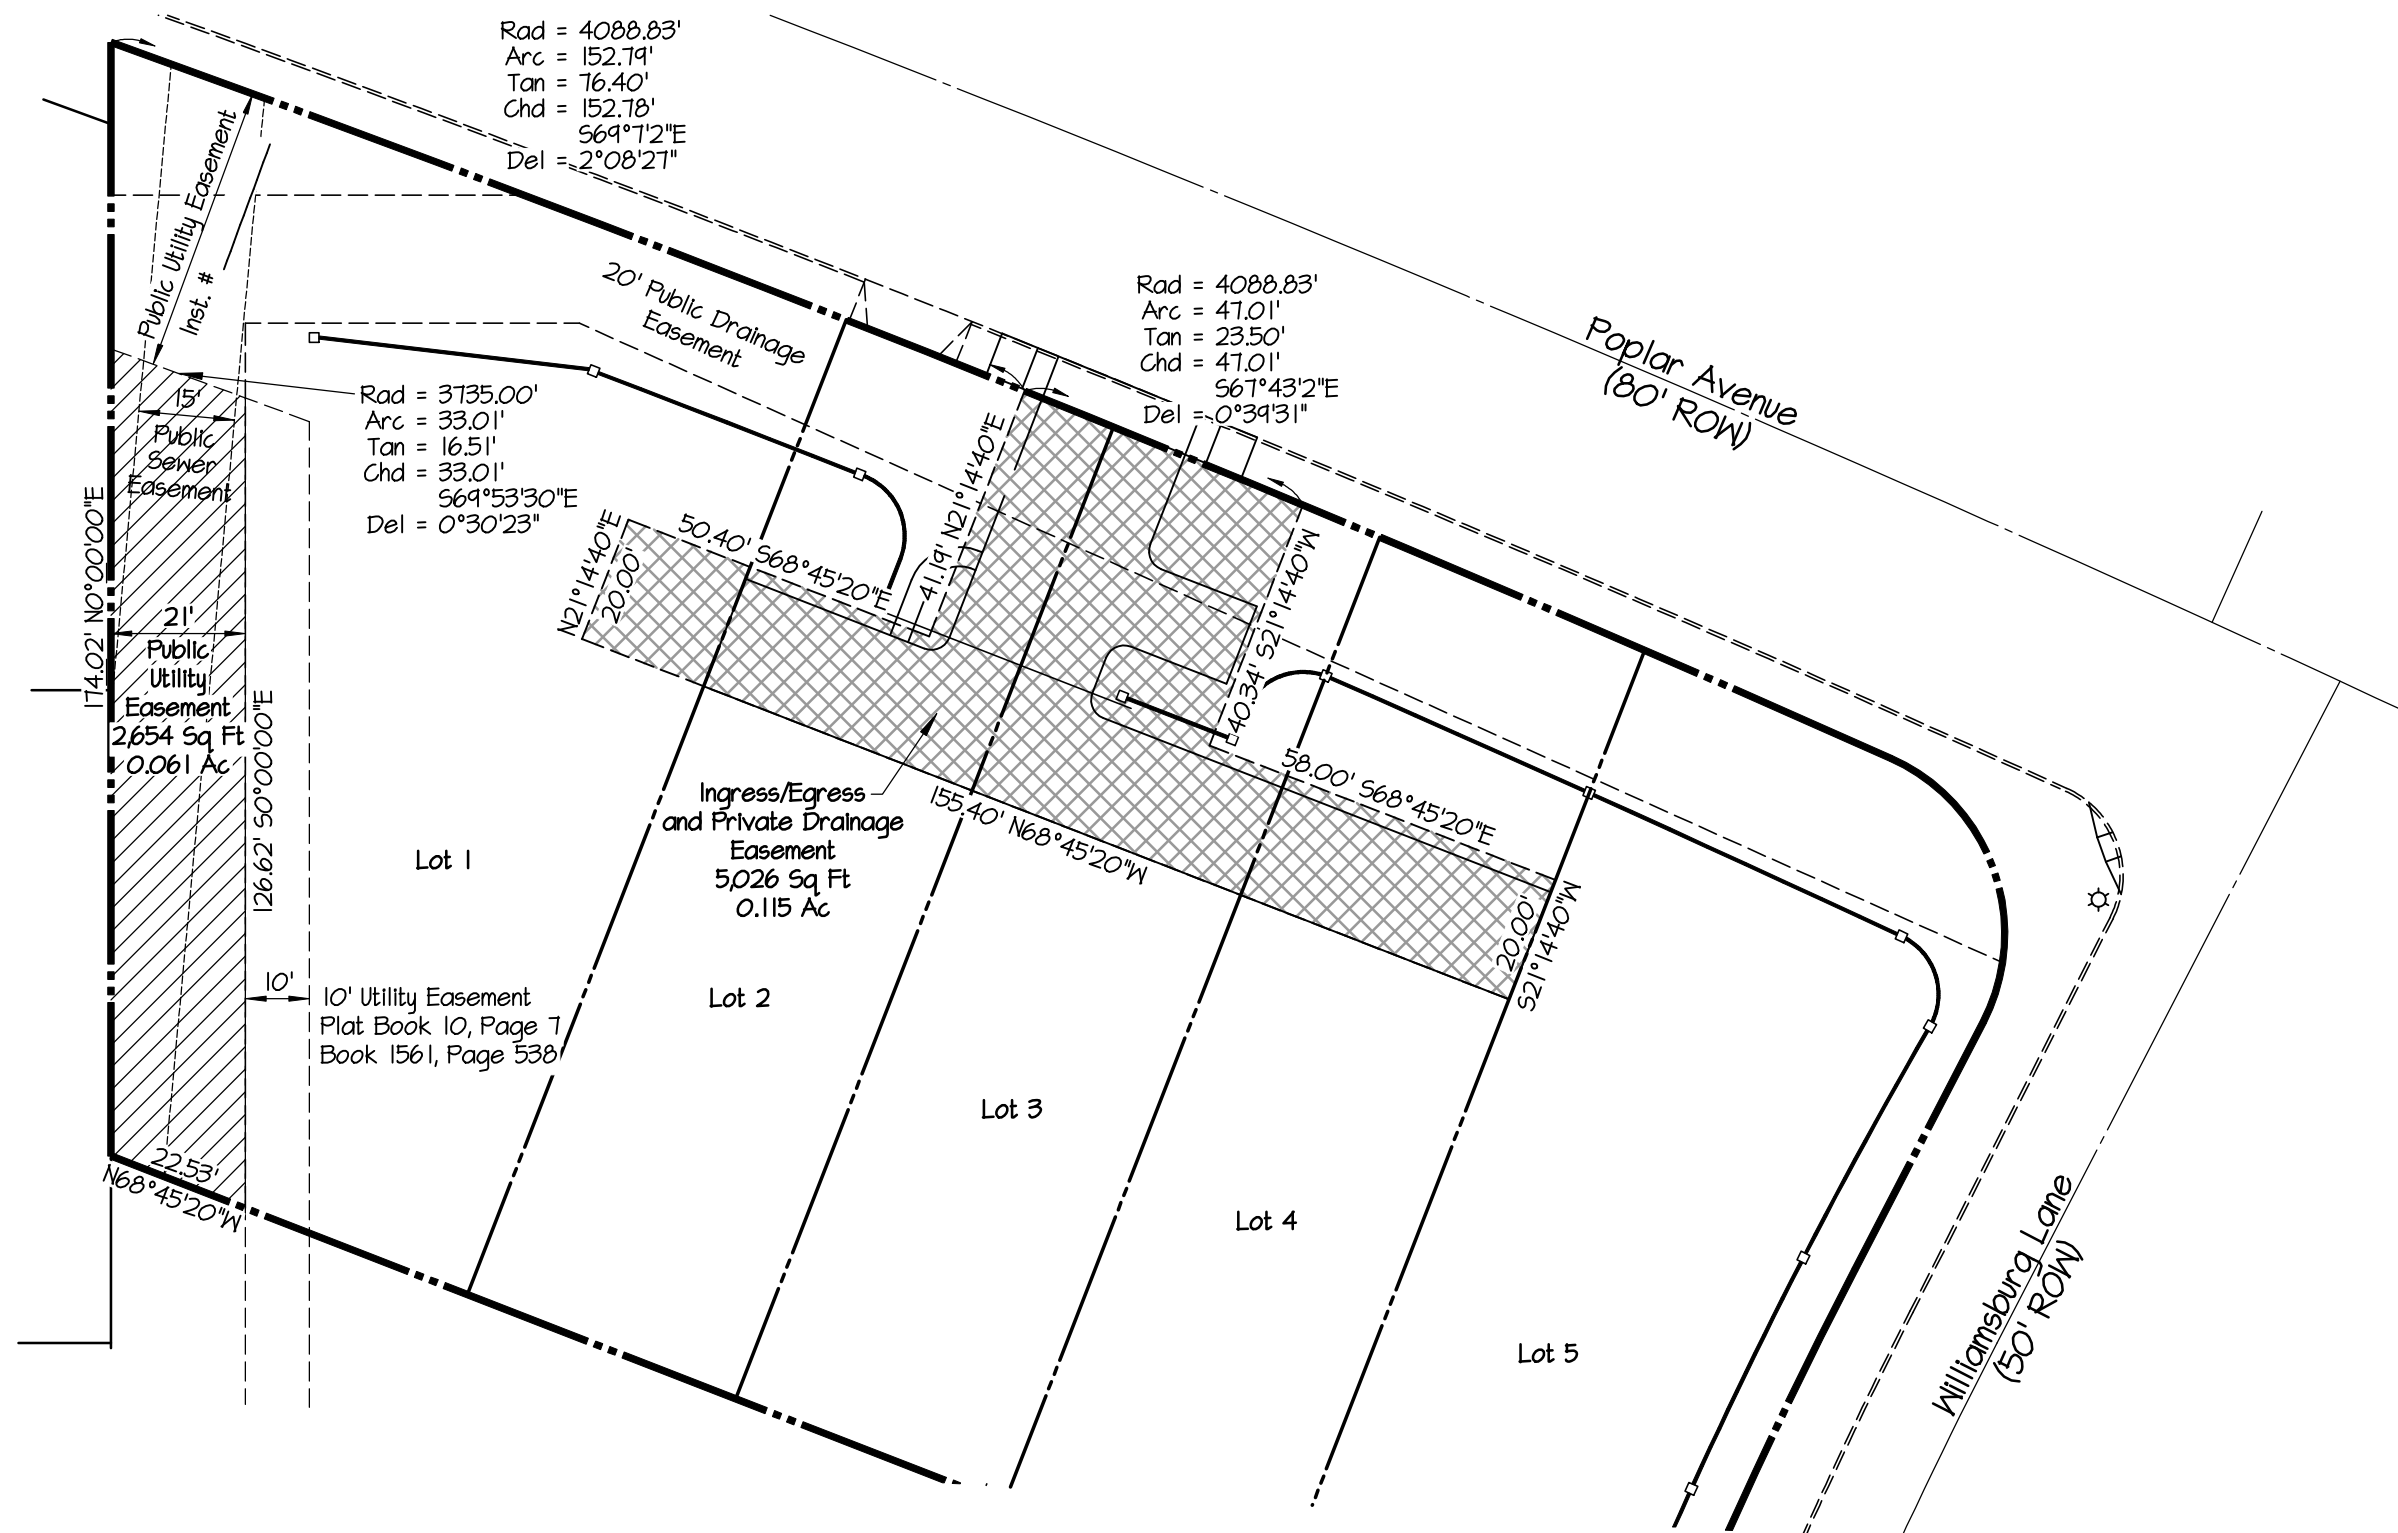 Rad = 4088.83'
Arc = 152.79'
Tan = 76.40'
Chd = 152.78'
S69°7'2"E
Del = 2°08'27"
Public Utility Easement
Inst. #
20' Public Drainage
Easement
Rad = 4088.83'
Arc = 47.01'
Tan = 23.50'
Chd = 47.01'
S67°43'2"E
Del = 0°39'31"
Poplar Avenue
(80' ROW)
Rad = 3735.00'
Arc = 33.01'
Tan = 16.51'
Chd = 33.01'
S69°53'30"E
Del = 0°30'23"
15'
Public
Sewer
Easement
174.02' N0°00'00"E
21'
Public
Utility
Easement
2,654 Sq Ft
0.061 Ac
126.62' S0°00'00"E
N21°14'40"E
20.00'
50.40' S68°45'20"E
41.19' N21°14'40"E
40.34' S21°14'40"W
58.00' S68°45'20"E
155.40' N68°45'20"W
20.00'
S21°14'40"W
Ingress/Egress
and Private Drainage
Easement
5,026 Sq Ft
0.115 Ac
Lot 1
10'
10' Utility Easement
Plat Book 10, Page 7
Book 1561, Page 538
Lot 2
Lot 3
Lot 4
Lot 5
22.53'
N68°45'20"W
Williamsburg Lane
(50' ROW)